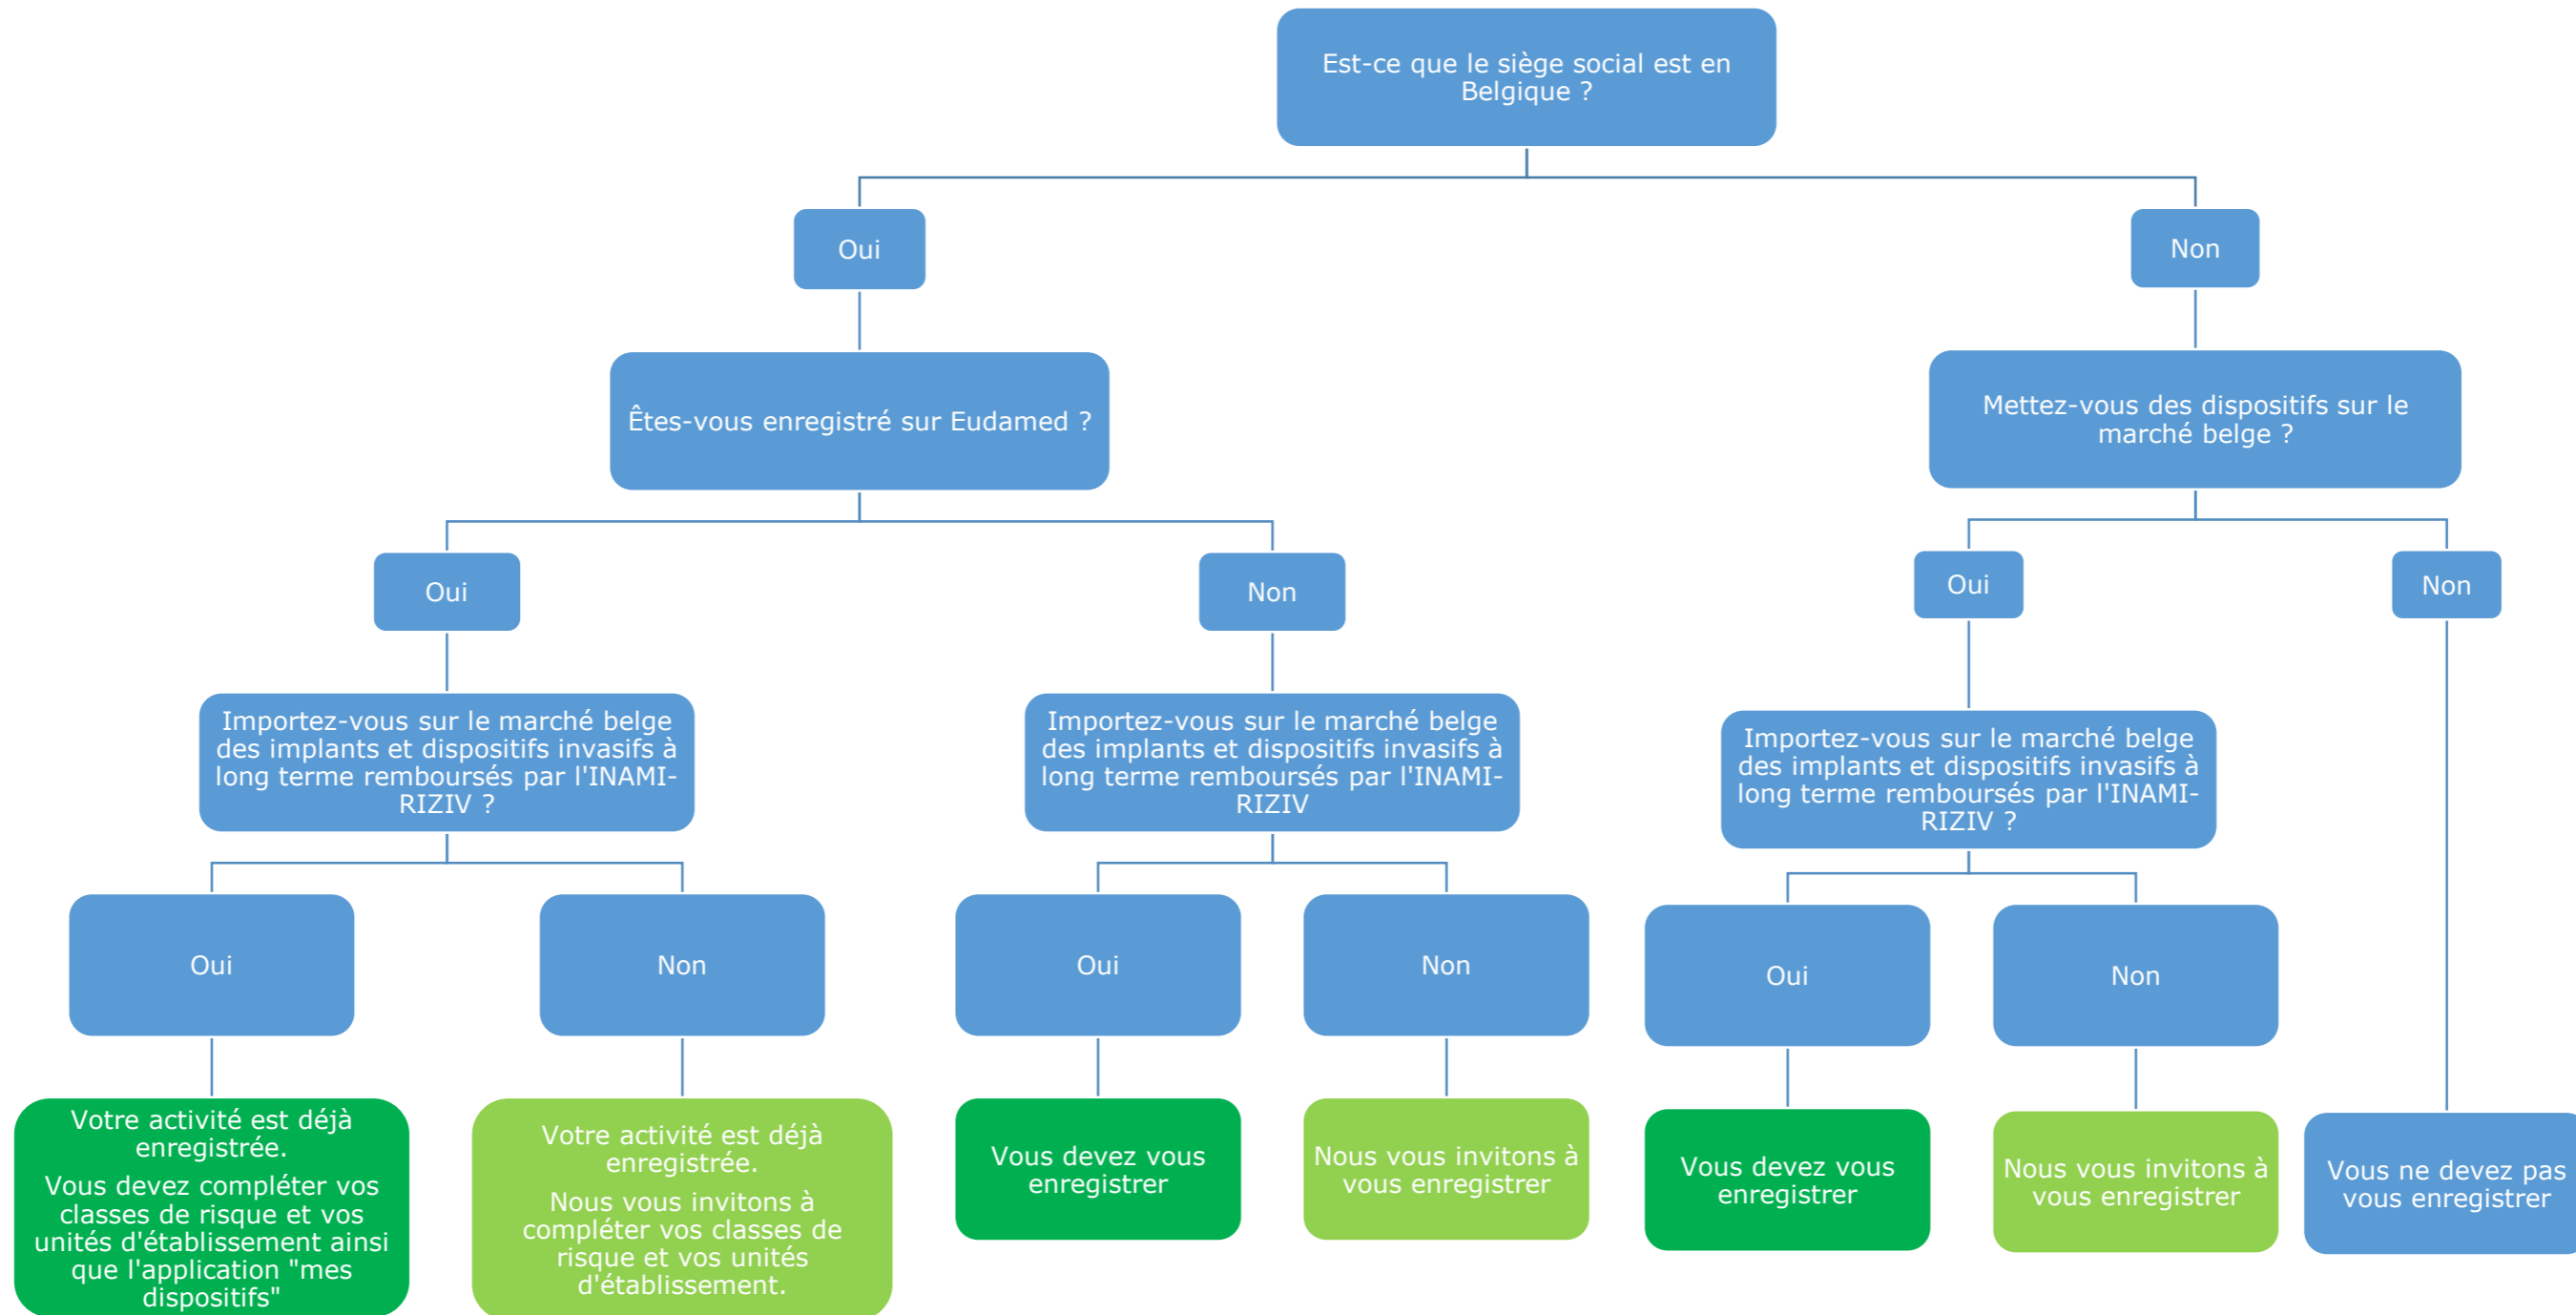 Est-ce que le siège social est en
Belgique ?
Oui
Non
Êtes-vous enregistré sur Eudamed ?
Mettez-vous des dispositifs sur le
marché belge ?
Oui
Non
Oui
Non
Importez-vous sur le marché belge
des implants et dispositifs invasifs à
long terme remboursés par l'INAMI-
RIZIV ?
Importez-vous sur le marché belge
des implants et dispositifs invasifs à
long terme remboursés par l'INAMI-
RIZIV
Importez-vous sur le marché belge
des implants et dispositifs invasifs à
long terme remboursés par l'INAMI-
RIZIV ?
Oui
Non
Oui
Non
Oui
Non
Votre activité est déjà
enregistrée.
Vous devez compléter vos
classes de risque et vos
unités d'établissement ainsi
que l'application "mes
dispositifs"
Votre activité est déjà
enregistrée.
Nous vous invitons à
compléter vos classes de
risque et vos unités
d'établissement.
Vous devez vous
enregistrer
Nous vous invitons à
vous enregistrer
Vous devez vous
enregistrer
Nous vous invitons à
vous enregistrer
Vous ne devez pas
vous enregistrer